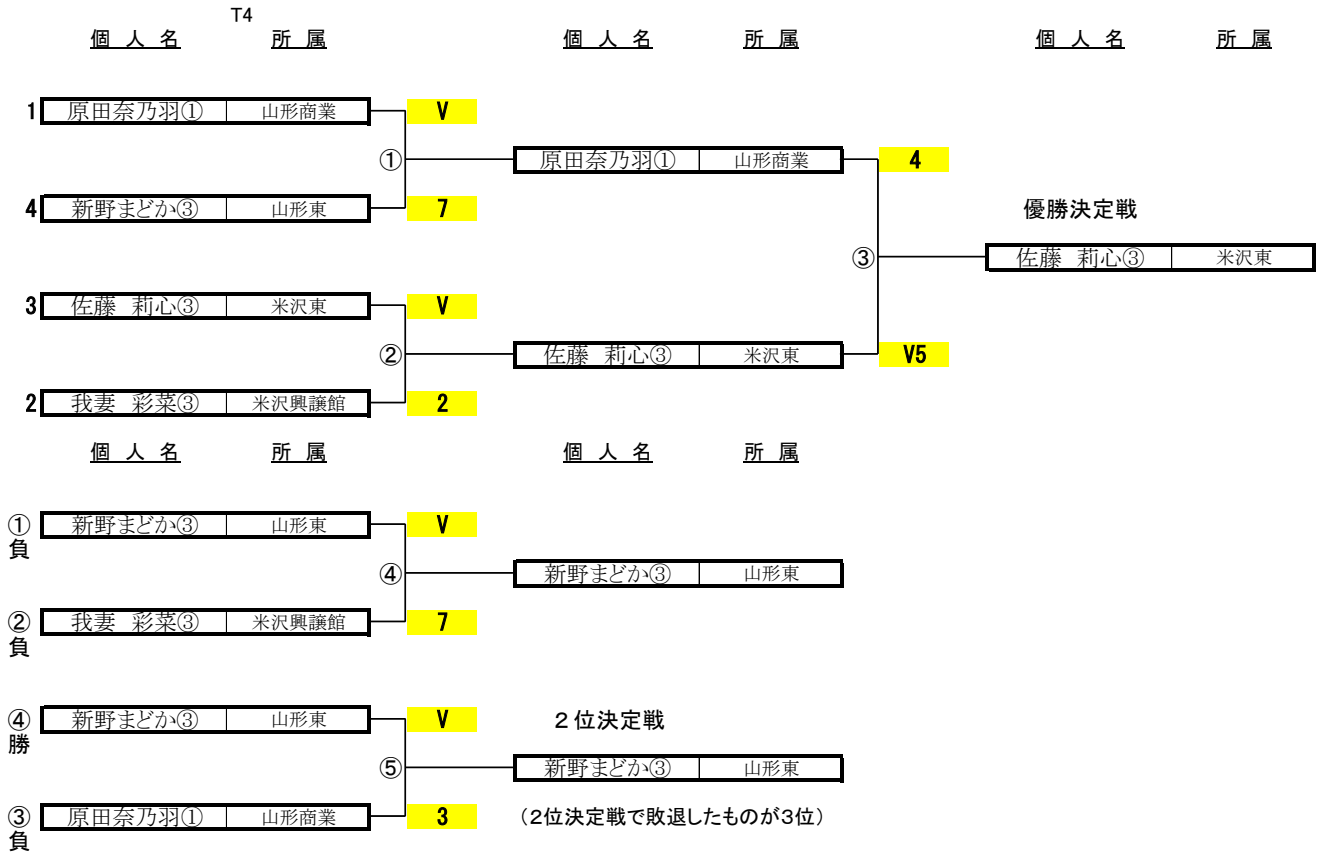 T4
個 人 名 所 属 個 人 名 所 属 個 人 名 所 属
1 原田奈乃羽① 山形商業 V
① 原田奈乃羽① 山形商業 4
4 新野まどか③ 山形東 7 優勝決定戦
③ 佐藤 莉心③ 米沢東
3 佐藤 莉心③ 米沢東 V
② 佐藤 莉心③ 米沢東 V5
2 我妻 彩菜③ 米沢興譲館 2
個 人 名 所 属 個 人 名 所 属
①負 新野まどか③ 山形東 V
④ 新野まどか③ 山形東
②負 我妻 彩菜③ 米沢興譲館 7
④勝 新野まどか③ 山形東 V 2位決定戦
⑤ 新野まどか③ 山形東
③負 原田奈乃羽① 山形商業 3 (2位決定戦で敗退したものが3位)